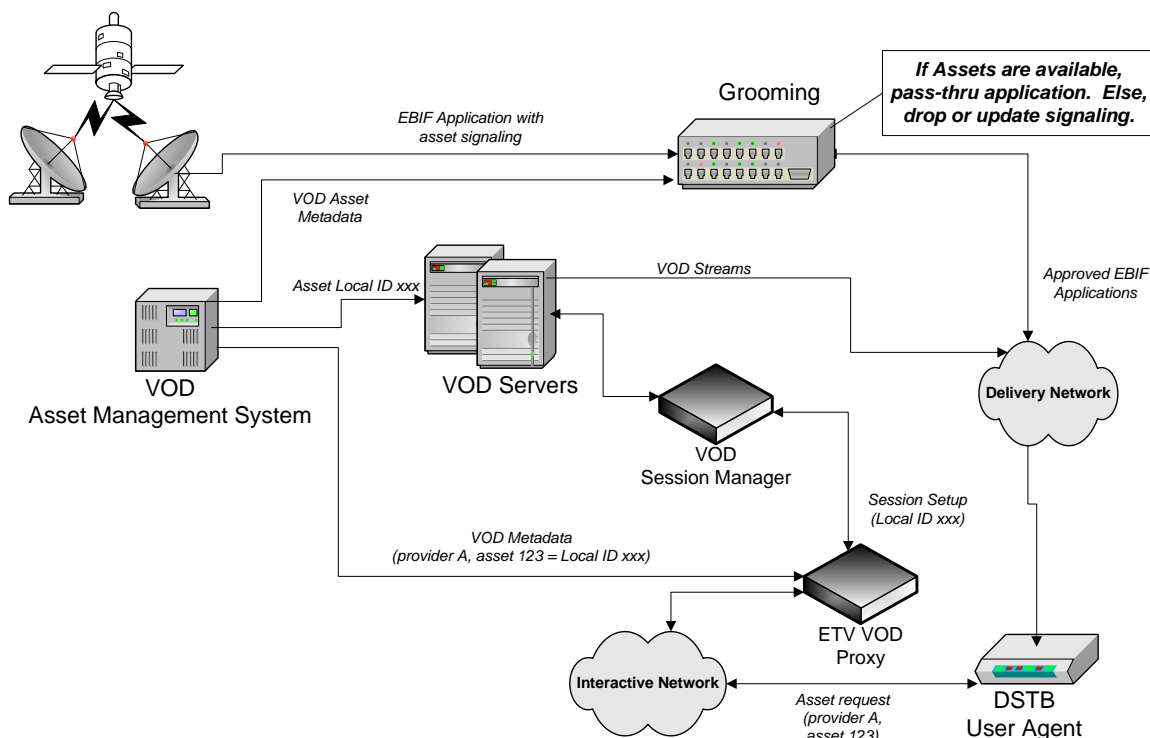 If Assets are available,
pass-thru application. Else,
drop or update signaling.
Grooming
EBIF Application with
asset signaling
VOD Asset
Metadata
VOD Streams
Asset Local ID xxx
Approved EBIF
Applications
VOD
Asset Management System
VOD Servers
Delivery Network
VOD
Session Manager
Session Setup
(Local ID xxx)
VOD Metadata
(provider A, asset 123 = Local ID xxx)
ETV VOD
Proxy
Interactive Network
Asset request
(provider A,
asset 123)
DSTB
User Agent